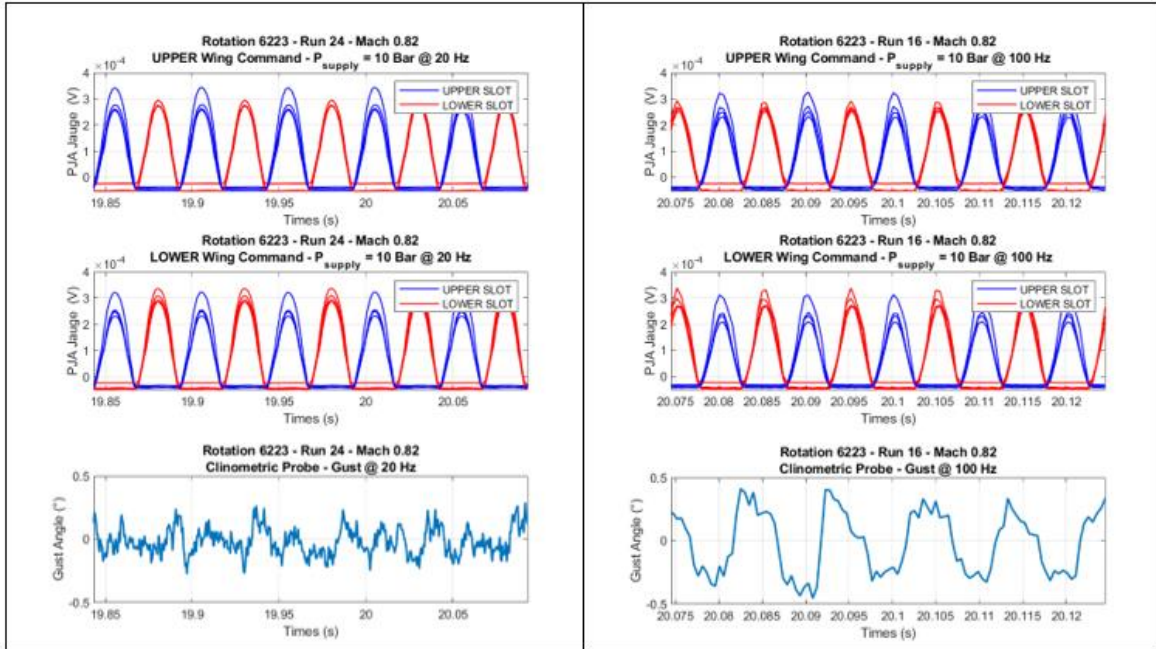 Rotation 6223 - Run 24 - Mach 0.82
UPPER Wing Command - P_supply = 10 Bar @ 20 Hz
×10⁻⁴
4
3
2
1
0
PJA Jauge (V)
UPPER SLOT
LOWER SLOT
19.85 19.9 19.95 20 20.05
Times (s)
Rotation 6223 - Run 24 - Mach 0.82
LOWER Wing Command - P_supply = 10 Bar @ 20 Hz
×10⁻⁴
4
3
2
1
0
PJA Jauge (V)
UPPER SLOT
LOWER SLOT
19.85 19.9 19.95 20 20.05
Times (s)
Rotation 6223 - Run 24 - Mach 0.82
Clinometric Probe - Gust @ 20 Hz
0.5
0
-0.5
Gust Angle (°)
19.85 19.9 19.95 20 20.05
Times (s)
Rotation 6223 - Run 16 - Mach 0.82
UPPER Wing Command - P_supply = 10 Bar @ 100 Hz
×10⁻⁴
4
3
2
1
0
PJA Jauge (V)
UPPER SLOT
LOWER SLOT
20.075 20.08 20.085 20.09 20.095 20.1 20.105 20.11 20.115 20.12
Times (s)
Rotation 6223 - Run 16 - Mach 0.82
LOWER Wing Command - P_supply = 10 Bar @ 100 Hz
×10⁻⁴
4
3
2
1
0
PJA Jauge (V)
UPPER SLOT
LOWER SLOT
20.075 20.08 20.085 20.09 20.095 20.1 20.105 20.11 20.115 20.12
Times (s)
Rotation 6223 - Run 16 - Mach 0.82
Clinometric Probe - Gust @ 100 Hz
0.5
0
-0.5
Gust Angle (°)
20.075 20.08 20.085 20.09 20.095 20.1 20.105 20.11 20.115 20.12
Times (s)